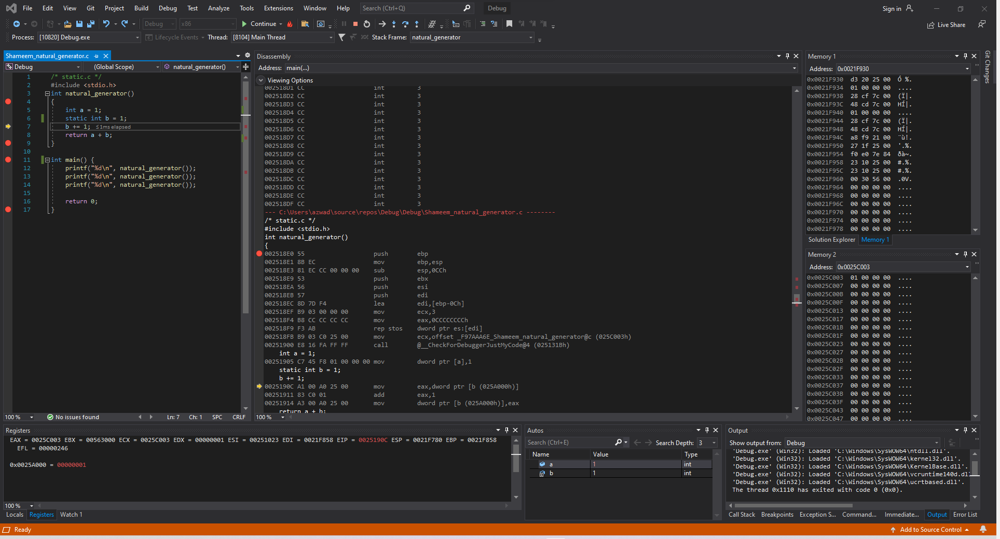 File Edit View Git Project Build Debug Test Analyze Tools Extensions Window Help Search (Ctrl+Q) Debug Sign in
Debug x86 Continue Live Share
Process: [10820] Debug.exe Lifecycle Events Thread: [8104] Main Thread Stack Frame: natural_generator
Shameem_natural_generator.c
Debug (Global Scope) natural_generator()
1 /* static.c */
2 #include <stdio.h>
3 int natural_generator()
4 {
5 int a = 1;
6 static int b = 1;
7 b += 1; ≤1ms elapsed
8 return a + b;
9 }
10
11 int main() {
12 printf("%d\n", natural_generator());
13 printf("%d\n", natural_generator());
14 printf("%d\n", natural_generator());
15
16 return 0;
17 }
100 % No issues found Ln: 7 Ch: 1 SPC CRLF
Disassembly
Address: main(...)
Viewing Options
002518D1 CC int 3
002518D2 CC int 3
002518D3 CC int 3
002518D4 CC int 3
002518D5 CC int 3
002518D6 CC int 3
002518D7 CC int 3
002518D8 CC int 3
002518D9 CC int 3
002518DA CC int 3
002518DB CC int 3
002518DC CC int 3
002518DD CC int 3
002518DE CC int 3
002518DF CC int 3
--- C:\Users\azwad\source\repos\Debug\Debug\Shameem_natural_generator.c --------
/* static.c */
#include <stdio.h>
int natural_generator()
{
002518E0 55 push ebp
002518E1 8B EC mov ebp,esp
002518E3 81 EC CC 00 00 00 sub esp,0CCh
002518E9 53 push ebx
002518EA 56 push esi
002518EB 57 push edi
002518EC 8D 7D F4 lea edi,[ebp-0Ch]
002518EF B9 03 00 00 00 mov ecx,3
002518F4 B8 CC CC CC CC mov eax,0CCCCCCCCh
002518F9 F3 AB rep stos dword ptr es:[edi]
002518FB B9 03 C0 25 00 mov ecx,offset _F97AAA6E_Shameem_natural_generator@c (025C003h)
00251900 E8 16 FA FF FF call @__CheckForDebuggerJustMyCode@4 (025131Bh)
int a = 1;
00251905 C7 45 F8 01 00 00 00 mov dword ptr [a],1
static int b = 1;
b += 1;
0025190C A1 00 A0 25 00 mov eax,dword ptr [b (025A000h)]
00251911 83 C0 01 add eax,1
00251914 A3 00 A0 25 00 mov dword ptr [b (025A000h)],eax
return a + b;
100 %
Memory 1
Address: 0x0021F930
0x0021F930 d3 20 25 00 Ó %.
0x0021F934 01 00 00 00 ....
0x0021F938 28 cf 7c 00 (Ï|.
0x0021F93C 48 cd 7c 00 HÍ|.
0x0021F940 01 00 00 00 ....
0x0021F944 28 cf 7c 00 (Ï|.
0x0021F948 48 cd 7c 00 HÍ|.
0x0021F94C a8 f9 21 00 ¨ù!.
0x0021F950 27 1f 25 00 '.%.
0x0021F954 f0 e0 7e 84 ðà~.
0x0021F958 23 10 25 00 #.%.
0x0021F95C 23 10 25 00 #.%.
0x0021F960 00 30 56 00 .0V.
0x0021F964 00 00 00 00 ....
0x0021F968 00 00 00 00 ....
0x0021F96C 00 00 00 00 ....
0x0021F970 00 00 00 00 ....
0x0021F974 00 00 00 00 ....
0x0021F978 00 00 00 00 ....
Solution Explorer Memory 1
Memory 2
Address: 0x0025C003
0x0025C003 01 00 00 00 ....
0x0025C007 00 00 00 00 ....
0x0025C00B 00 00 00 00 ....
0x0025C00F 00 00 00 00 ....
0x0025C013 00 00 00 00 ....
0x0025C017 00 00 00 00 ....
0x0025C01B 00 00 00 00 ....
0x0025C01F 00 00 00 00 ....
0x0025C023 00 00 00 00 ....
0x0025C027 00 00 00 00 ....
0x0025C02B 00 00 00 00 ....
0x0025C02F 00 00 00 00 ....
0x0025C033 00 00 00 00 ....
0x0025C037 00 00 00 00 ....
0x0025C03B 00 00 00 00 ....
0x0025C03F 00 00 00 00 ....
0x0025C043 00 00 00 00 ....
0x0025C047 00 00 00 00 ....
Git Changes
Registers
EAX = 0025C003 EBX = 00563000 ECX = 0025C003 EDX = 00000001 ESI = 00251023 EDI = 0021F858 EIP = 0025190C ESP = 0021F780 EBP = 0021F858
EFL = 00000246
0x0025A000 = 00000001
100 %
Locals Registers Watch 1
Autos
Search (Ctrl+E) Search Depth: 3
Name Value Type
a 1 int
b 1 int
Output
Show output from: Debug
'Debug.exe' (Win32): Loaded 'C:\Windows\SysWOW64\ntdll.dll'.
'Debug.exe' (Win32): Loaded 'C:\Windows\SysWOW64\kernel32.dll'.
'Debug.exe' (Win32): Loaded 'C:\Windows\SysWOW64\KernelBase.dll'.
'Debug.exe' (Win32): Loaded 'C:\Windows\SysWOW64\vcruntime140d.dll
'Debug.exe' (Win32): Loaded 'C:\Windows\SysWOW64\ucrtbased.dll'.
The thread 0x1110 has exited with code 0 (0x0).
Call Stack Breakpoints Exception S... Command... Immediate... Output Error List
Ready Add to Source Control